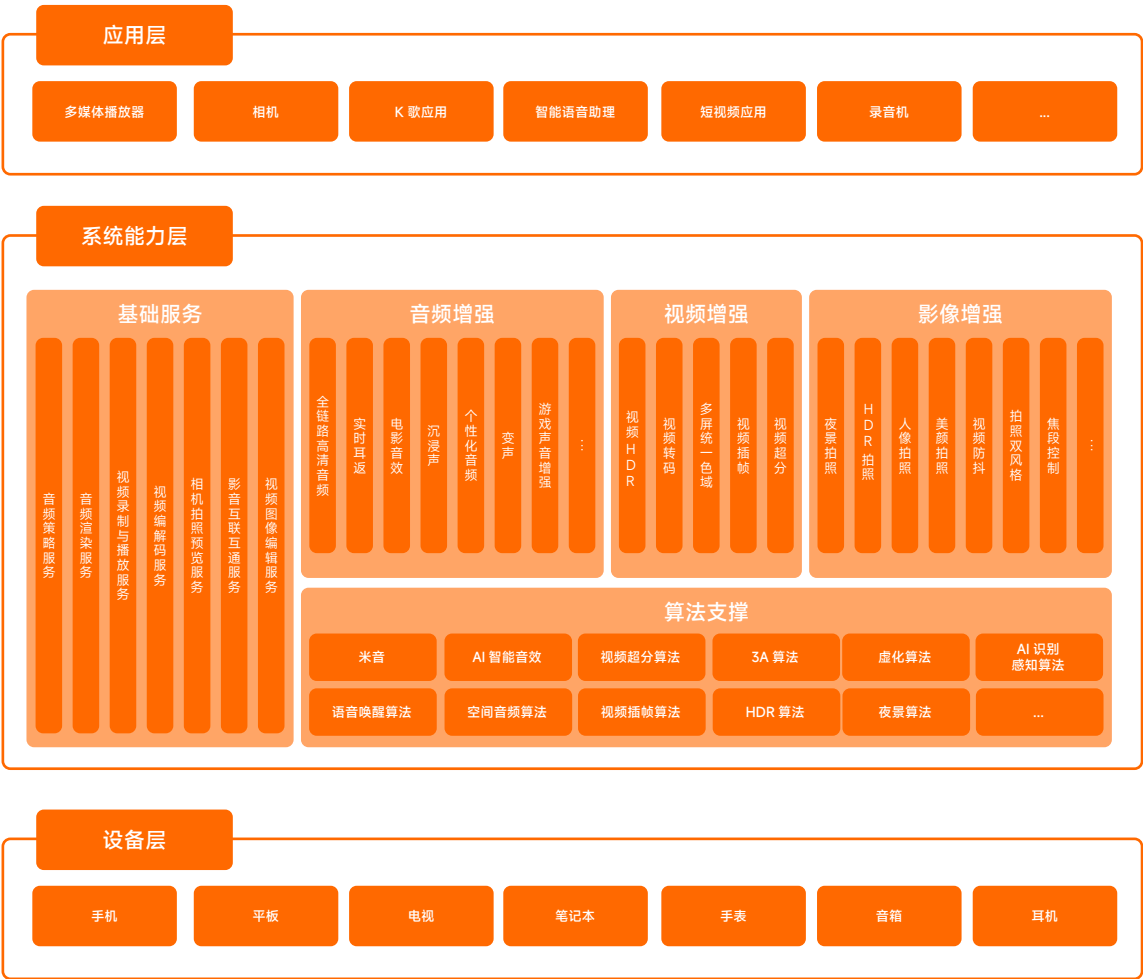 应用层
多媒体播放器
相机
K 歌应用
智能语音助理
短视频应用
录音机
...
系统能力层
基础服务
音频策略服务
音频渲染服务
视频录制与播放服务
视频编解码服务
相机拍照预览服务
影音互联互通服务
视频图像编辑服务
音频增强
全链路高清音频
实时耳返
电影音效
沉浸声
个性化音频
变声
游戏声音增强
...
视频增强
视频HDR
视频转码
多屏统一色域
视频插帧
视频超分
影像增强
夜景拍照
HDR 拍照
人像拍照
美颜拍照
视频防抖
拍照双风格
焦段控制
...
算法支撑
米音
AI 智能音效
视频超分算法
3A 算法
虚化算法
AI 识别
感知算法
语音唤醒算法
空间音频算法
视频插帧算法
HDR 算法
夜景算法
...
设备层
手机
平板
电视
笔记本
手表
音箱
耳机